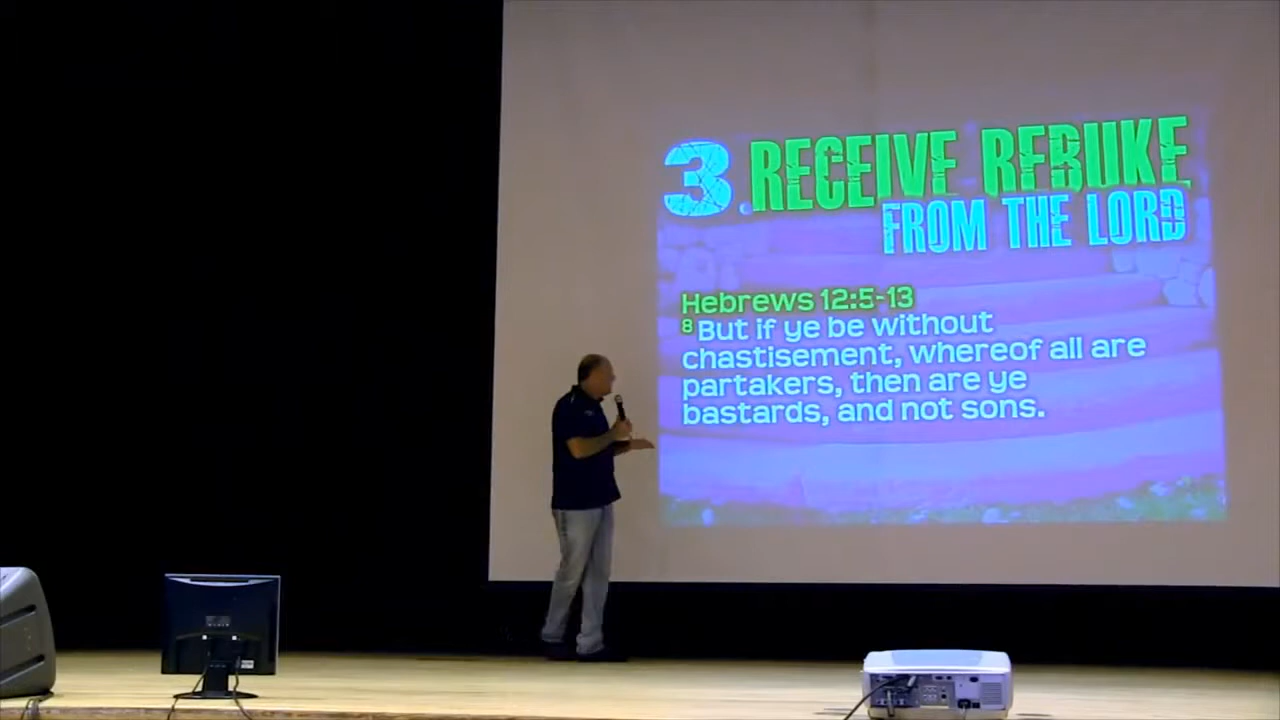 3. RECEIVE REBUKE
FROM THE LORD
Hebrews 12:5-13
8 But if ye be without
chastisement, whereof all are
partakers, then are ye
bastards, and not sons.